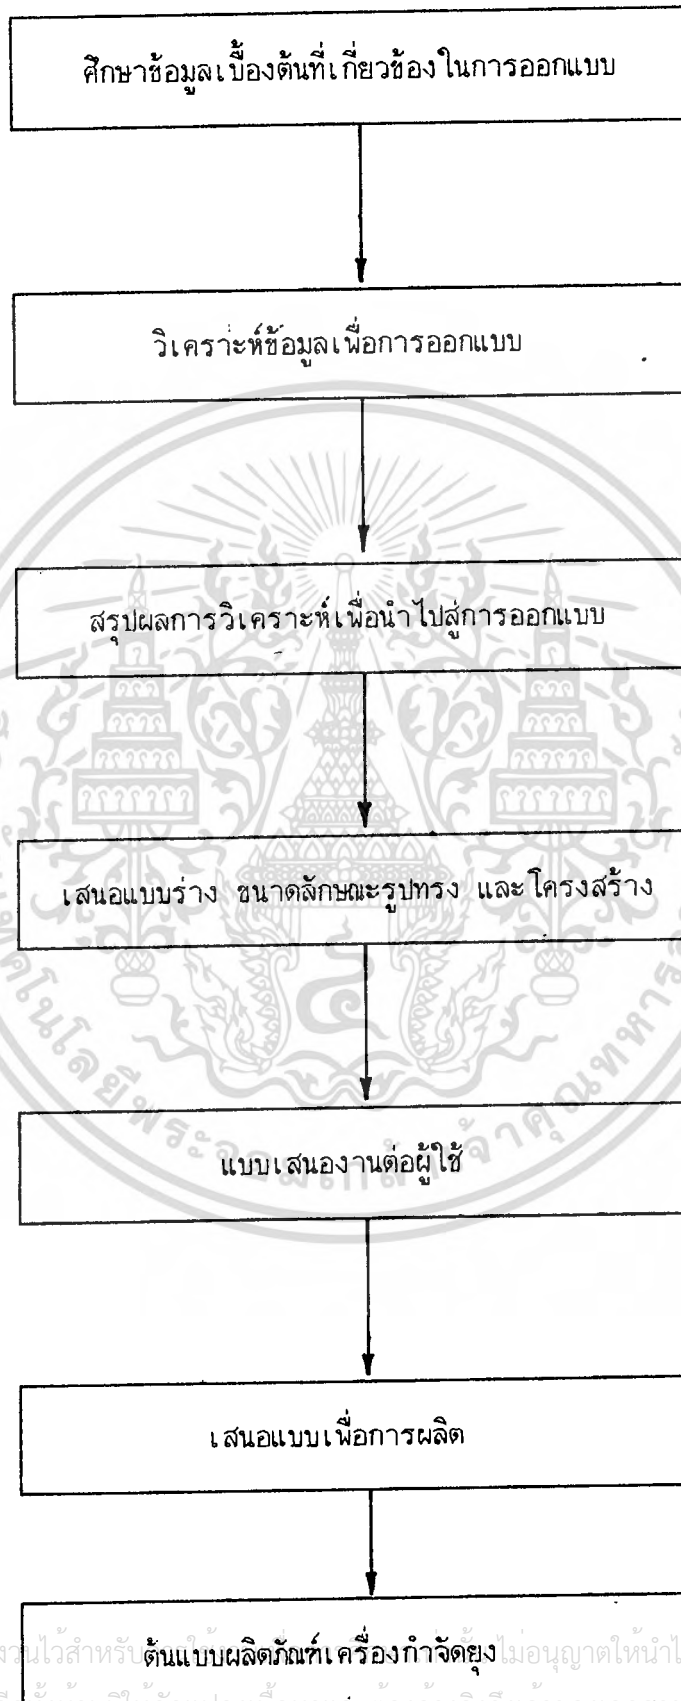 ศึกษาข้อมูลเบื้องต้นที่เกี่ยวข้องในการออกแบบ
วิเคราะห์ข้อมูลเพื่อการออกแบบ
สรุปผลการวิเคราะห์เพื่อนำไปสู่การออกแบบ
เสนอแบบร่าง ขนาดลักษณะรูปทรง และโครงสร้าง
แบบเสนองานต่อผู้ใช้
เสนอแบบเพื่อการผลิต
ต้นแบบผลิตภัณฑ์เครื่องกำจัดยุง